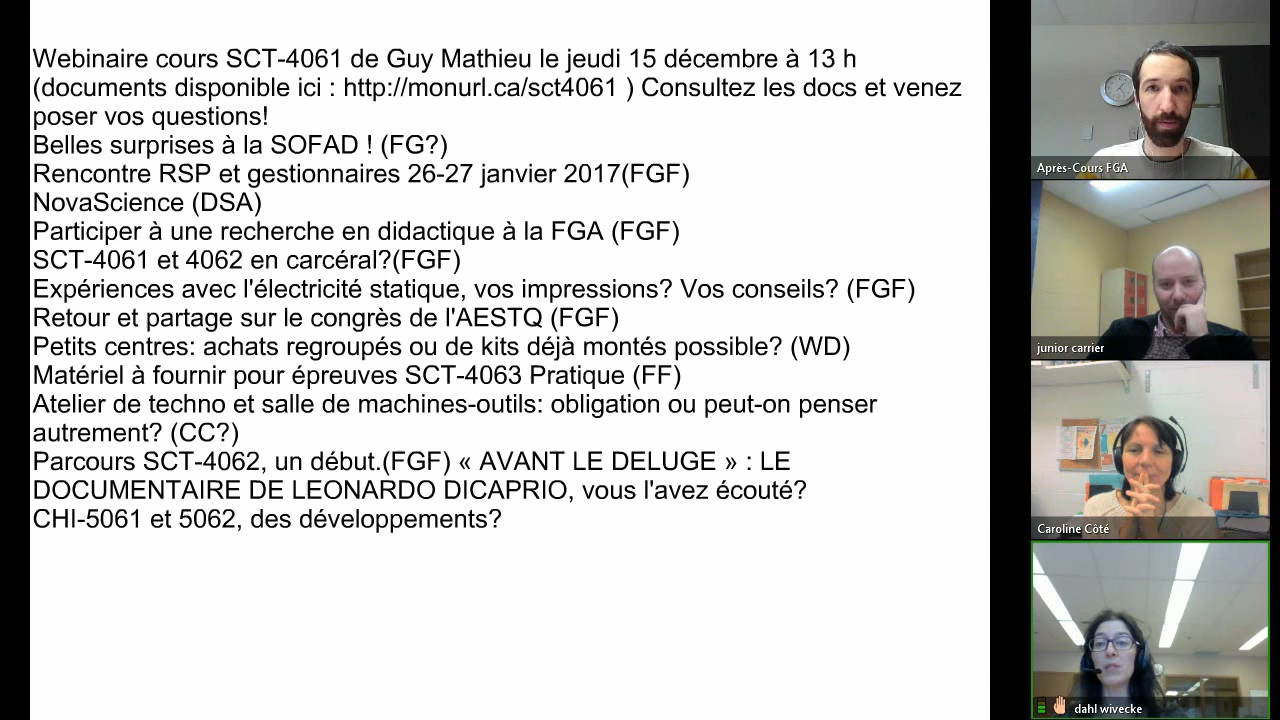 Webinaire cours SCT-4061 de Guy Mathieu le jeudi 15 décembre à 13 h
(documents disponible ici : http://monurl.ca/sct4061 ) Consultez les docs et venez
poser vos questions!
Belles surprises à la SOFAD ! (FG?)
Rencontre RSP et gestionnaires 26-27 janvier 2017(FGF)
NovaScience (DSA)
Participer à une recherche en didactique à la FGA (FGF)
SCT-4061 et 4062 en carcéral?(FGF)
Expériences avec l'électricité statique, vos impressions? Vos conseils? (FGF)
Retour et partage sur le congrès de l'AESTQ (FGF)
Petits centres: achats regroupés ou de kits déjà montés possible? (WD)
Matériel à fournir pour épreuves SCT-4063 Pratique (FF)
Atelier de techno et salle de machines-outils: obligation ou peut-on penser
autrement? (CC?)
Parcours SCT-4062, un début.(FGF) « AVANT LE DELUGE » : LE
DOCUMENTAIRE DE LEONARDO DICAPRIO, vous l'avez écouté?
CHI-5061 et 5062, des développements?
Après-Cours FGA
junior carrier
Caroline Côté
dahl wivecke